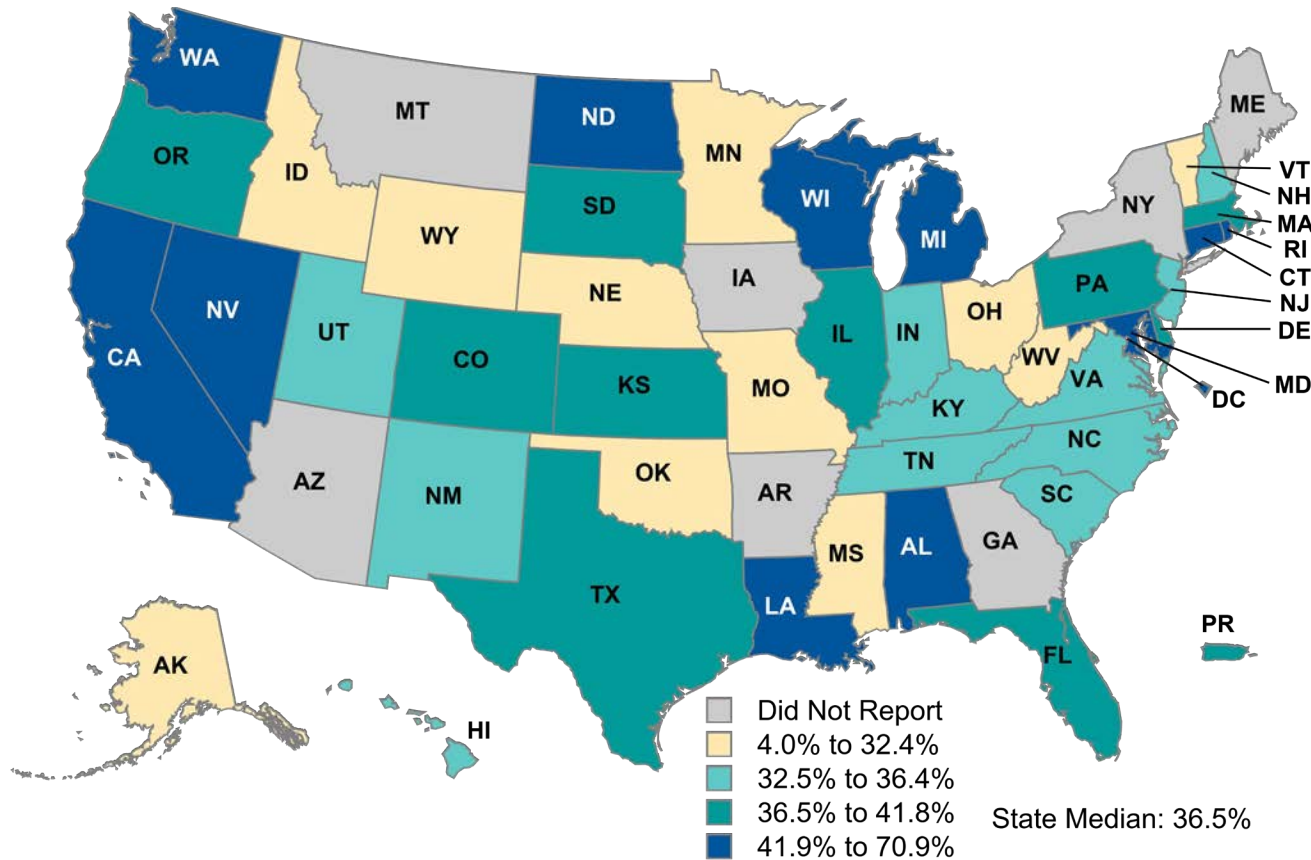 WA
MT
ND
MN
ME
OR
ID
SD
WI
MI
NY
VT
NH
MA
RI
CT
NJ
DE
MD
DC
WY
NE
IA
PA
NV
UT
CO
IL
IN
OH
WV
VA
CA
KS
MO
KY
NC
TN
AZ
NM
OK
AR
SC
MS
AL
GA
TX
LA
FL
PR
AK
HI
Did Not Report
4.0% to 32.4%
32.5% to 36.4%
36.5% to 41.8%
41.9% to 70.9%
State Median: 36.5%